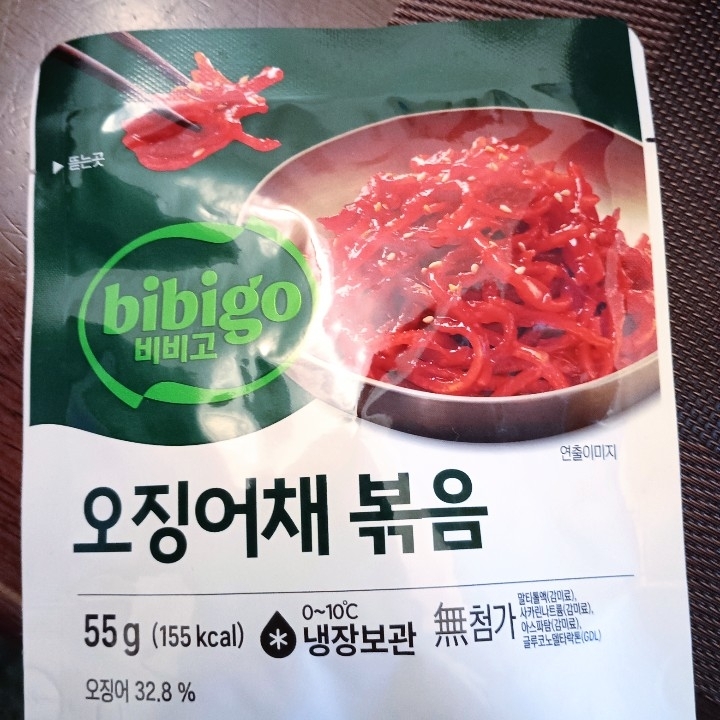 ▶ 뜯는곳
bibigo
비비고
연출이미지
오징어채 볶음
55g (155 kcal)
0~10℃
냉장보관
無첨가
말티톨액(감미료),
사카린나트륨(감미료),
아스파탐(감미료),
글루코노델타락톤(GDL)
오징어 32.8 %